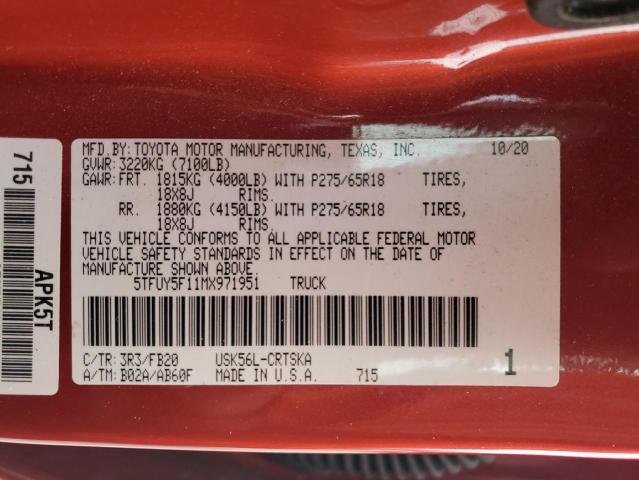 MFD.BY:TOYOTA MOTOR MANUFACTURING, TEXAS, INC. 10/20
GVWR:3220KG (7100LB)
GAWR:FRT. 1815KG (4000LB) WITH P275/65R18 TIRES,
18X8J RIMS.
RR. 1880KG (4150LB) WITH P275/65R18 TIRES,
18X8J RIMS.
THIS VEHICLE CONFORMS TO ALL APPLICABLE FEDERAL MOTOR
VEHICLE SAFETY STANDARDS IN EFFECT ON THE DATE OF
MANUFACTURE SHOWN ABOVE.
5TFUY5F11MX971951 TRUCK
C/TR:3R3/FB20 USK56L-CRTSKA
A/TM:B02A/AB60F MADE IN U.S.A. 715 1
715
APK5T